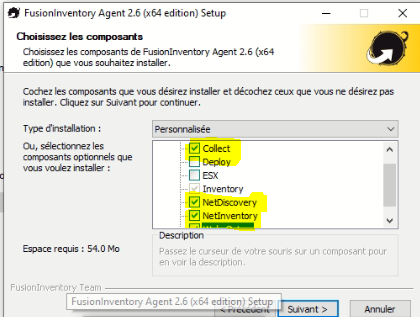 FusionInventory Agent 2.6 (x64 edition) Setup
Choisissez les composants
Choisissez les composants de FusionInventory Agent 2.6 (x64
edition) que vous souhaitez installer.
Cochez les composants que vous désirez installer et décochez ceux que vous ne désirez pas
installer. Cliquez sur Suivant pour continuer.
Type d'installation :
Personnalisée
Ou, sélectionnez les
composants optionnels que
vous voulez installer :
Collect
Deploy
ESX
Inventory
NetDiscovery
NetInventory
Espace requis : 54.0 Mo
Description
Passez le curseur de votre souris sur un composant pour
en voir la description.
FusionInventory Team
FusionInventory Agent 2.6 (x64 edition) Setup
< Précédent
Suivant >
Annuler